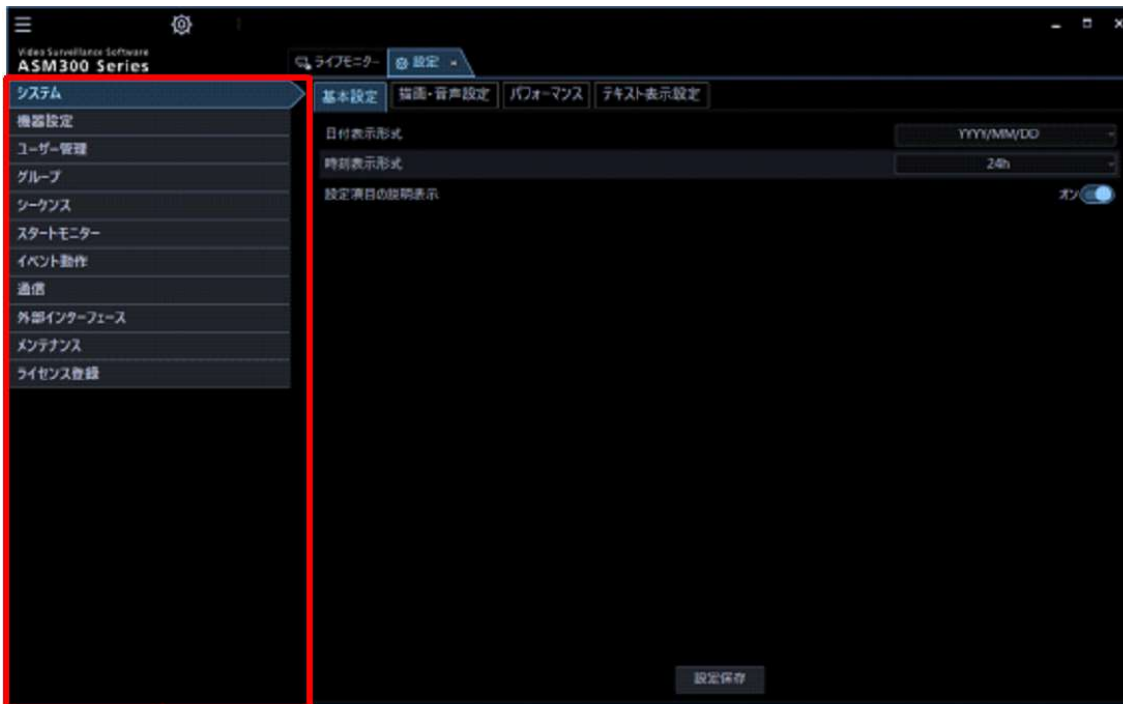 Video Surveillance Software
ASM300 Series
ライブモニター
設定
システム
機器設定
ユーザー管理
グループ
シーケンス
スタートモニター
イベント動作
通信
外部インターフェース
メンテナンス
ライセンス登録
基本設定 描画・音声設定 パフォーマンス テキスト表示設定
日付表示形式 YYYY/MM/DD
時刻表示形式 24h
設定項目の説明表示 オン
設定保存